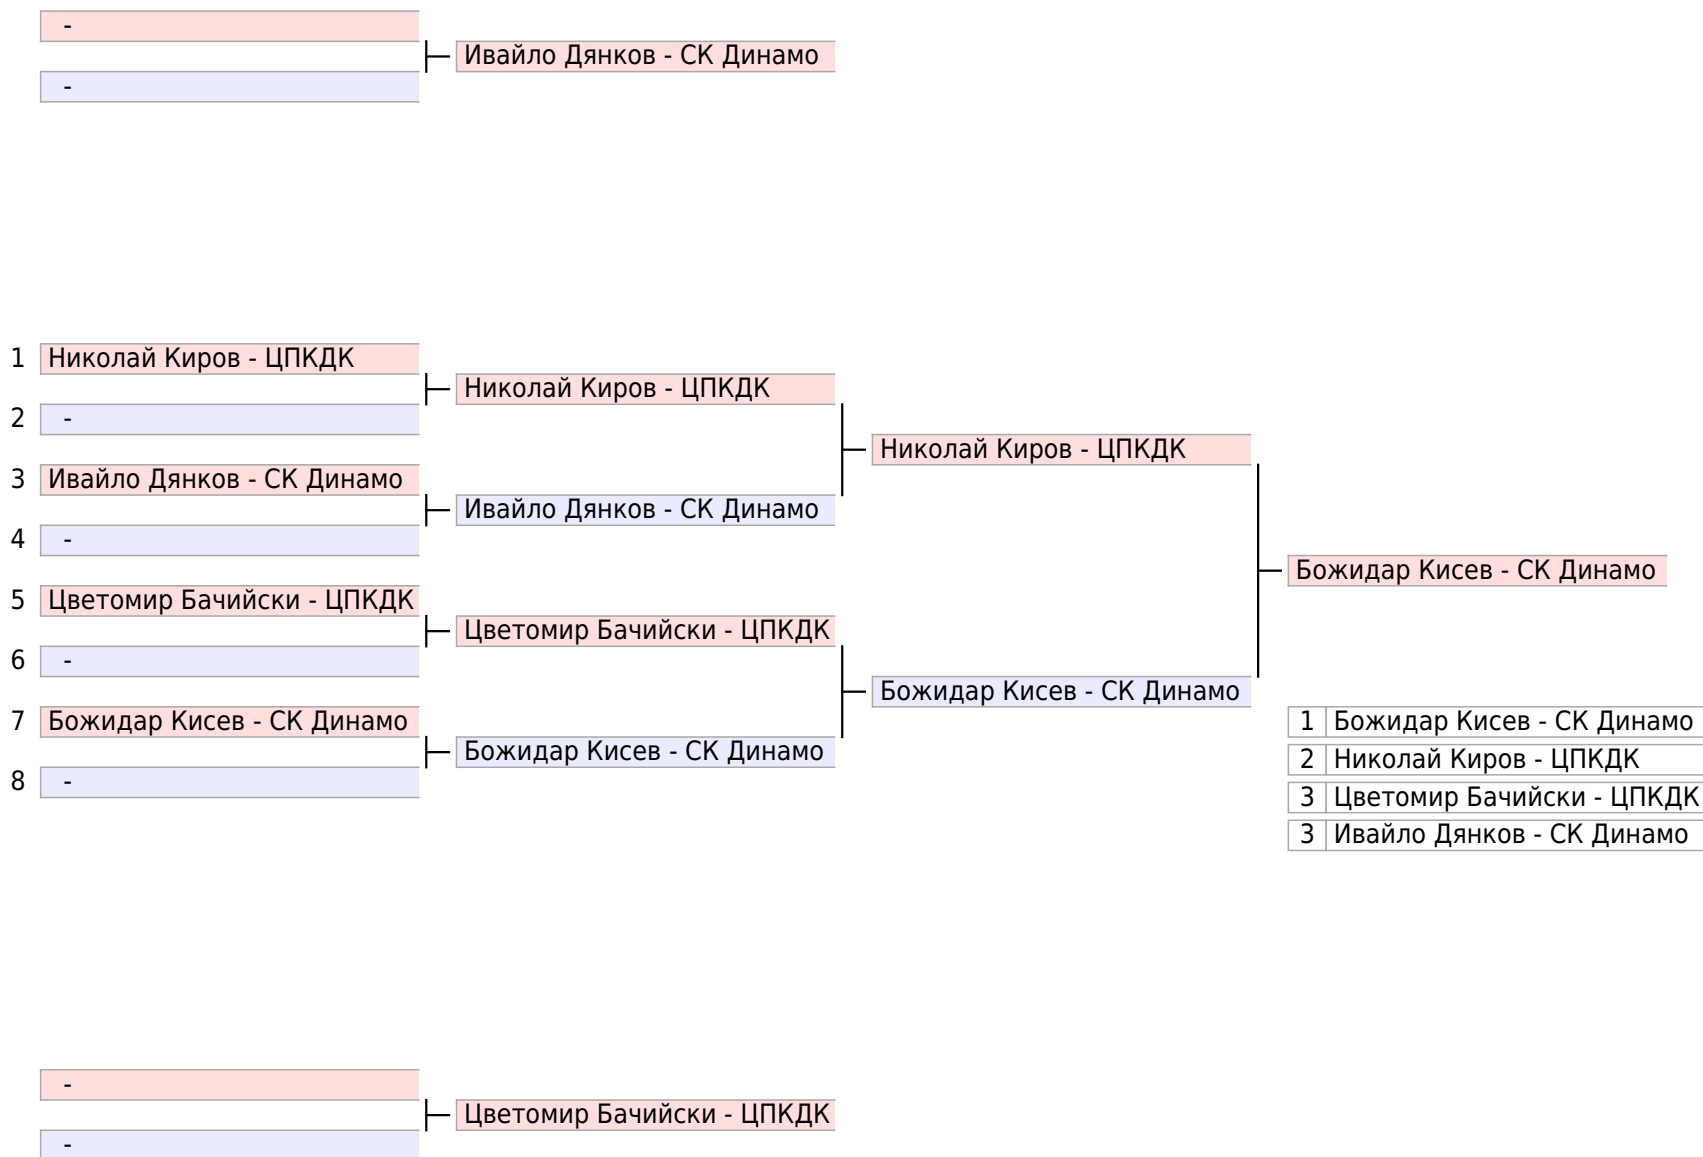 -
Ивайло Дянков - СК Динамо
-
1 Николай Киров - ЦПКДК
Николай Киров - ЦПКДК
2 -
Николай Киров - ЦПКДК
3 Ивайло Дянков - СК Динамо
Ивайло Дянков - СК Динамо
4 -
Божидар Кисев - СК Динамо
5 Цветомир Бачийски - ЦПКДК
Цветомир Бачийски - ЦПКДК
6 -
Божидар Кисев - СК Динамо
7 Божидар Кисев - СК Динамо
Божидар Кисев - СК Динамо
8 -
1 Божидар Кисев - СК Динамо
2 Николай Киров - ЦПКДК
3 Цветомир Бачийски - ЦПКДК
3 Ивайло Дянков - СК Динамо
-
Цветомир Бачийски - ЦПКДК
-